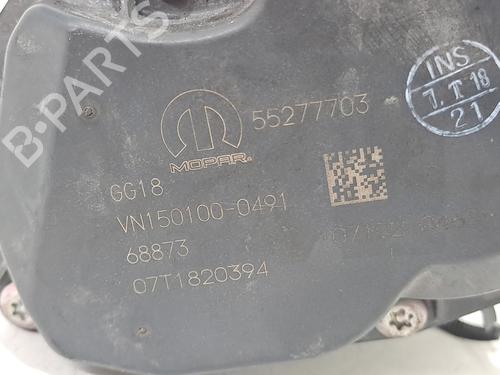 B-PARTS
55277703
MOPAR
GG18
VN150100-0491
68873
07T1820394
INS
T.T 18
21